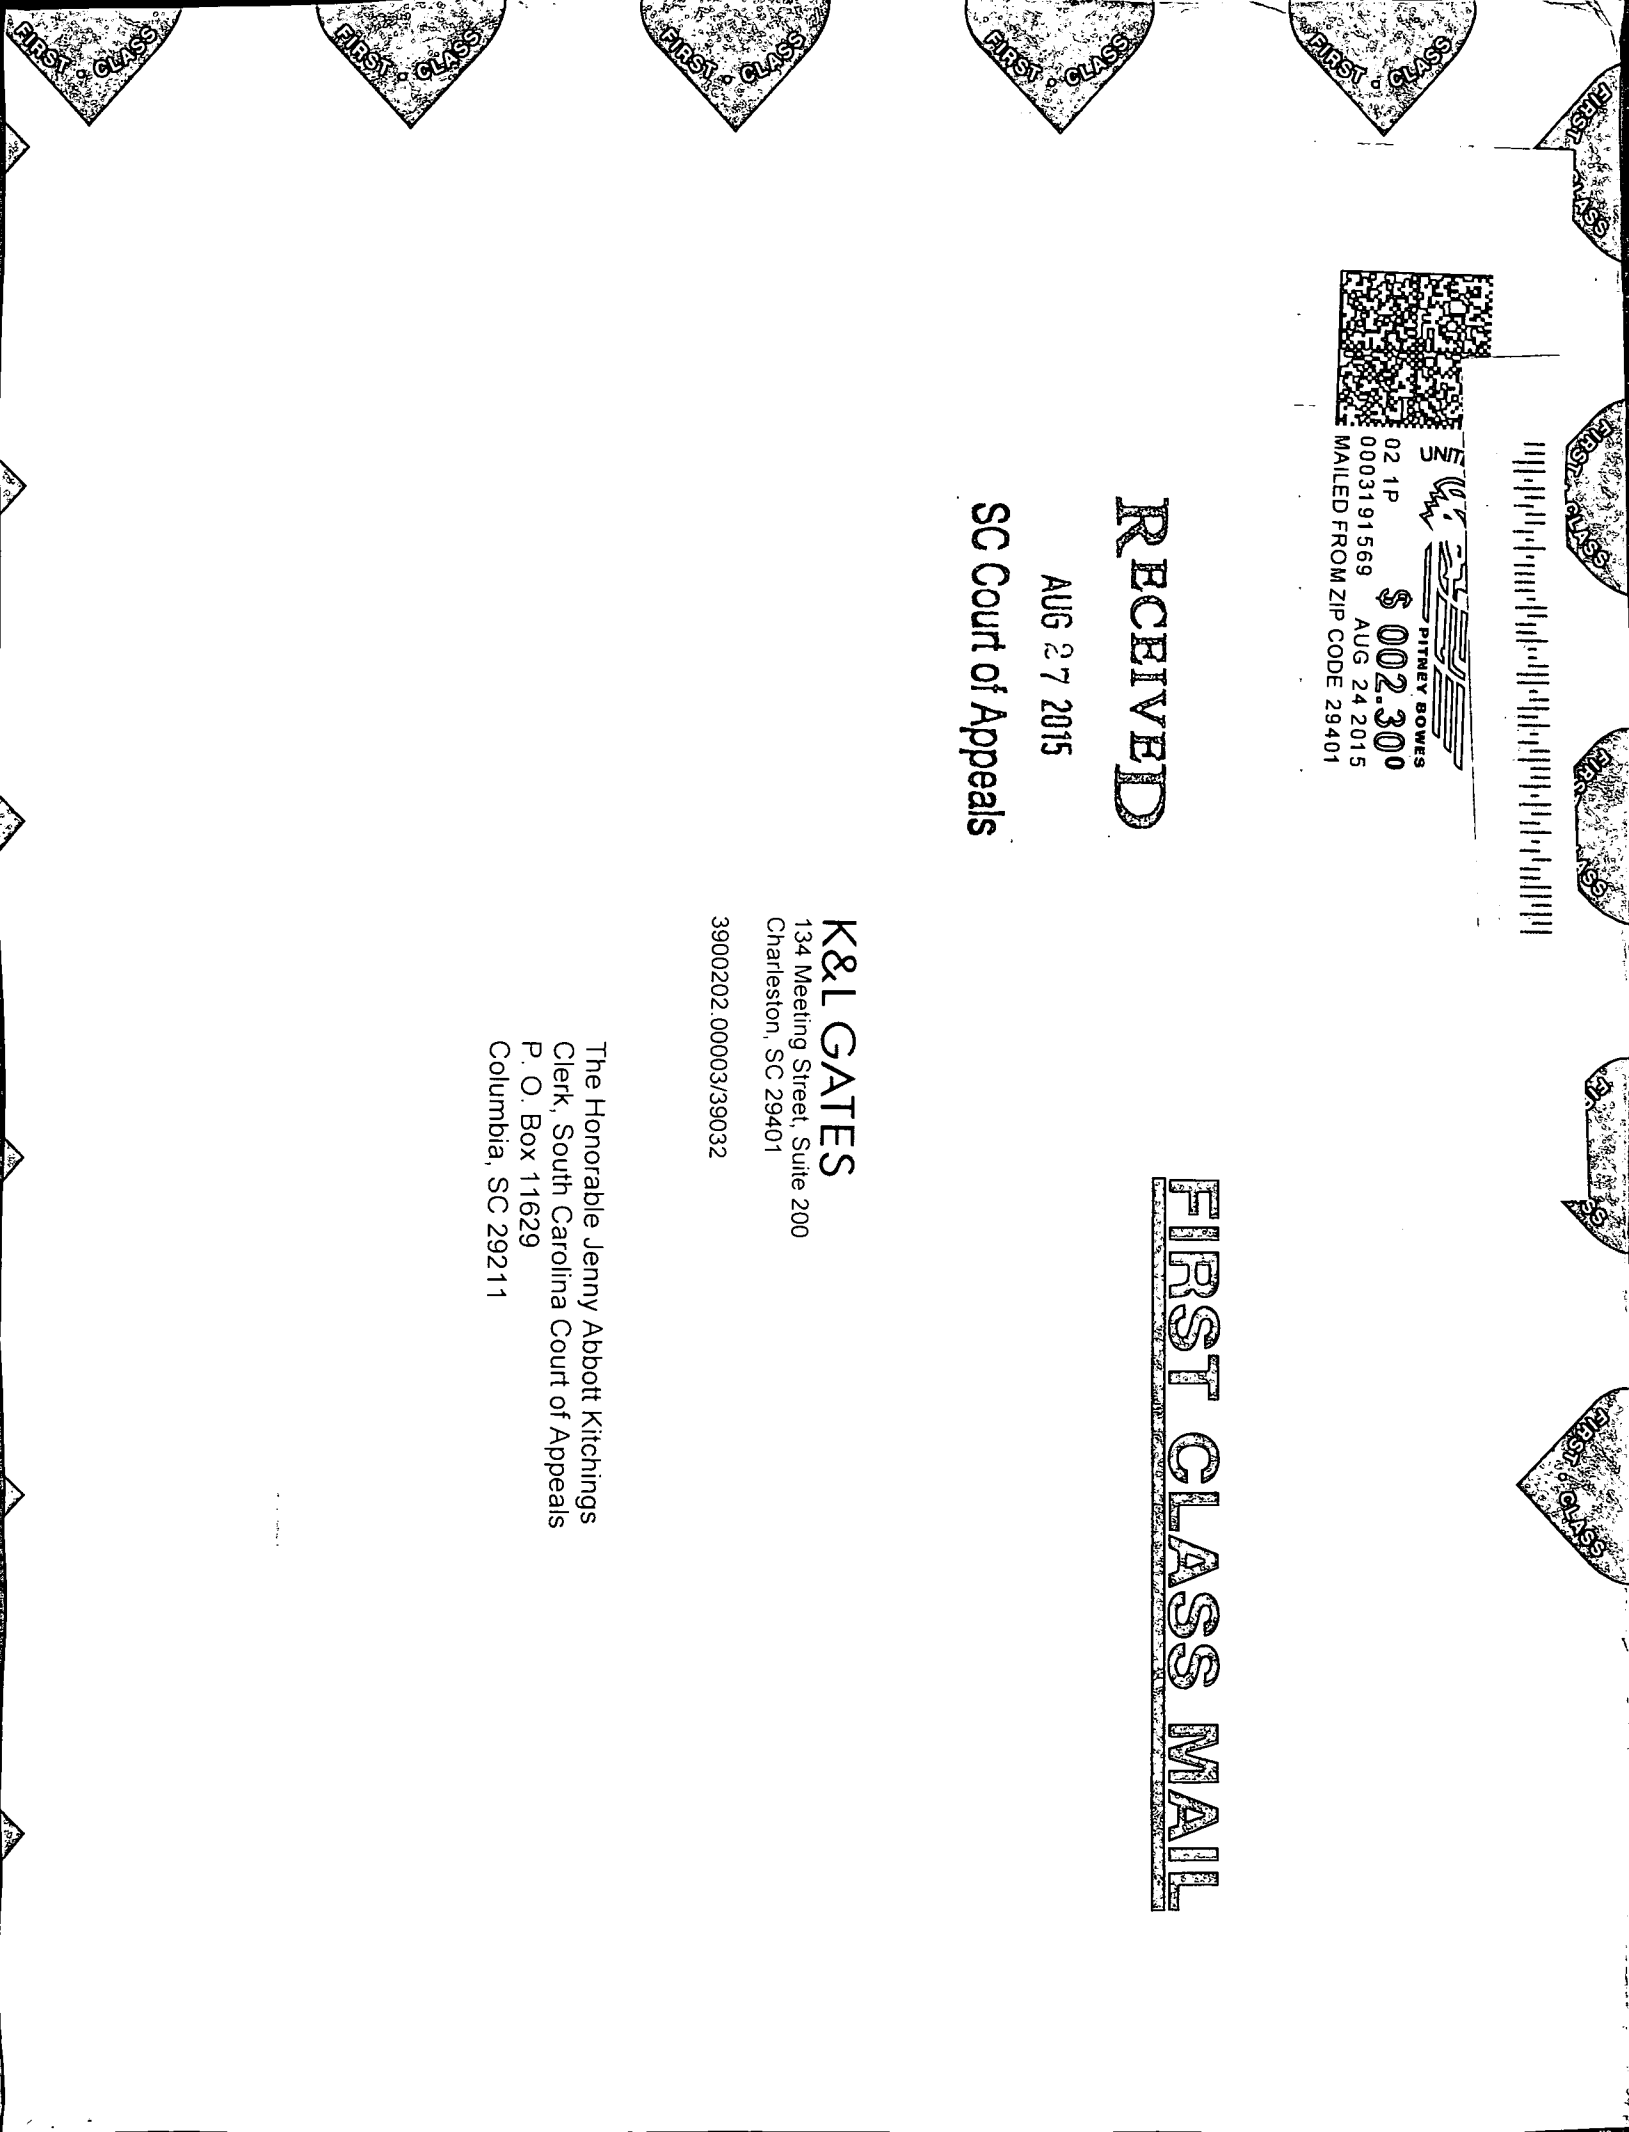 FIRST CLASS MAIL
PITNEY BOWES
02 1P $ 002.300
0003191569 AUG 24 2015
MAILED FROM ZIP CODE 29401
RECEIVED
AUG 27 2015
SC Court of Appeals
K&L GATES
134 Meeting Street, Suite 200
Charleston, SC 29401
3900202.00003/39032
The Honorable Jenny Abbott Kitchings
Clerk, South Carolina Court of Appeals
P. O. Box 11629
Columbia, SC 29211
FIRST • CLASS
FIRST • CLASS
FIRST • CLASS
FIRST • CLASS
FIRST • CLASS
FIRST • CLASS